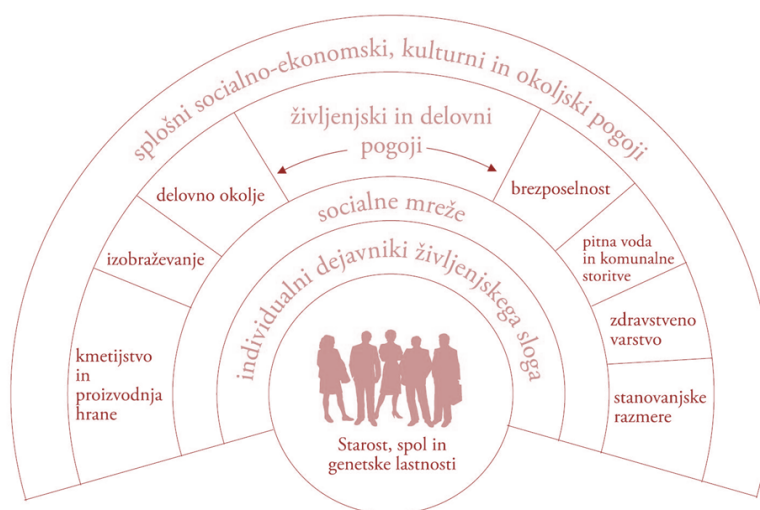 splošni socialno-ekonomski, kulturni in okoljski pogoji
življenjski in delovni
pogoji
delovno okolje
brezposelnost
socialne mreže
izobraževanje
pitna voda
in komunalne
storitve
individualni dejavniki življenjskega sloga
kmetijstvo
in
proizvodnja
hrane
zdravstveno
varstvo
stanovanjske
razmere
Starost, spol in
genetske lastnosti